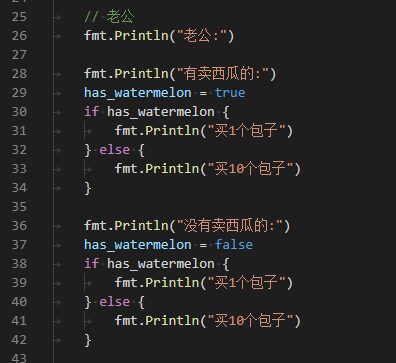 25 // 老公
26 fmt.Println("老公:")
27
28 fmt.Println("有卖西瓜的:")
29 has_watermelon = true
30 if has_watermelon {
31 fmt.Println("买1个包子")
32 } else {
33 fmt.Println("买10个包子")
34 }
35
36 fmt.Println("没有卖西瓜的:")
37 has_watermelon = false
38 if has_watermelon {
39 fmt.Println("买1个包子")
40 } else {
41 fmt.Println("买10个包子")
42 }
43